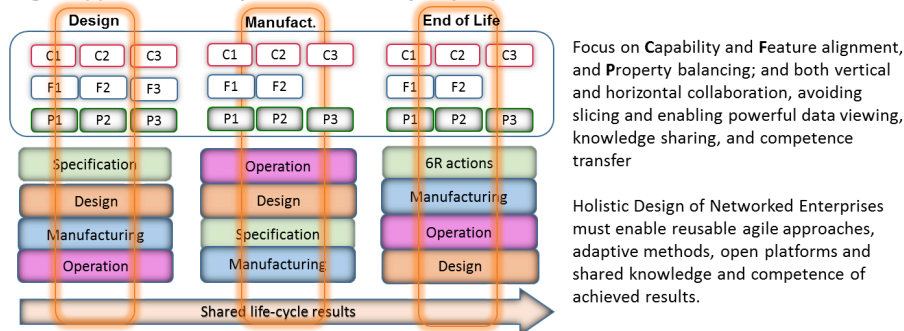 Design
Manufact.
End of Life
C1 C2 C3
C1 C2 C3
C1 C2 C3
F1 F2 F3
F1 F2
F1 F2
P1 P2 P3
P1 P2 P3
P1 P2 P3
Specification
Design
Manufacturing
Operation
Operation
Design
Specification
Manufacturing
6R actions
Manufacturing
Operation
Design
Shared life-cycle results
Focus on Capability and Feature alignment,
and Property balancing; and both vertical
and horizontal collaboration, avoiding
slicing and enabling powerful data viewing,
knowledge sharing, and competence
transfer
Holistic Design of Networked Enterprises
must enable reusable agile approaches,
adaptive methods, open platforms and
shared knowledge and competence of
achieved results.